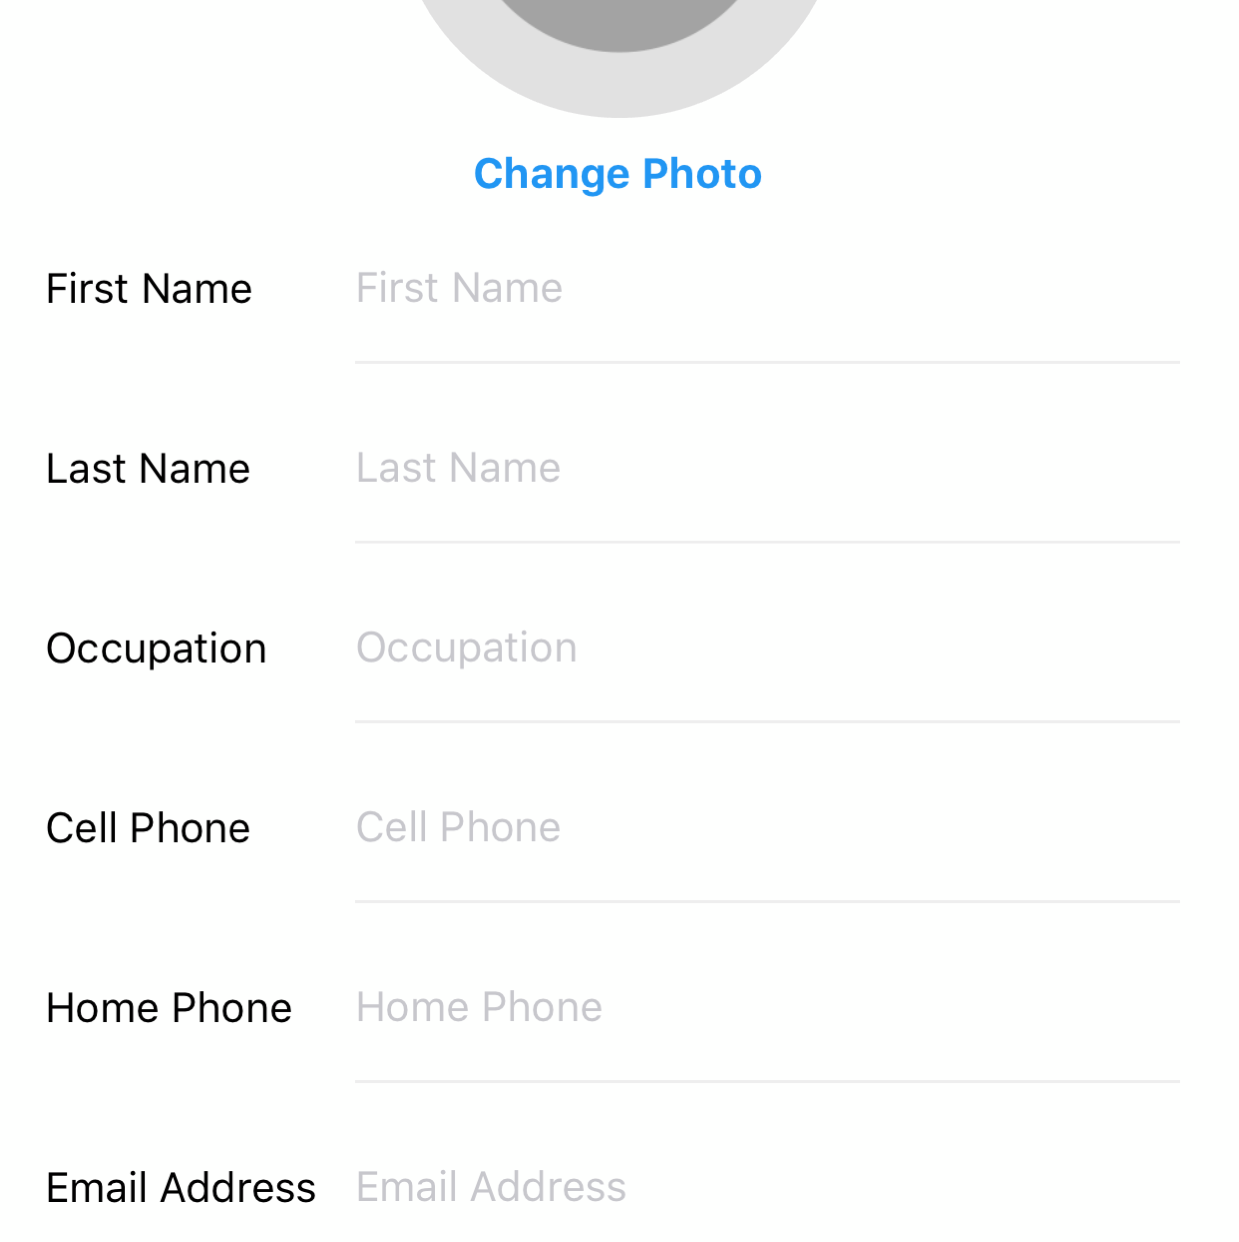 Change Photo
First Name First Name
Last Name Last Name
Occupation Occupation
Cell Phone Cell Phone
Home Phone Home Phone
Email Address Email Address